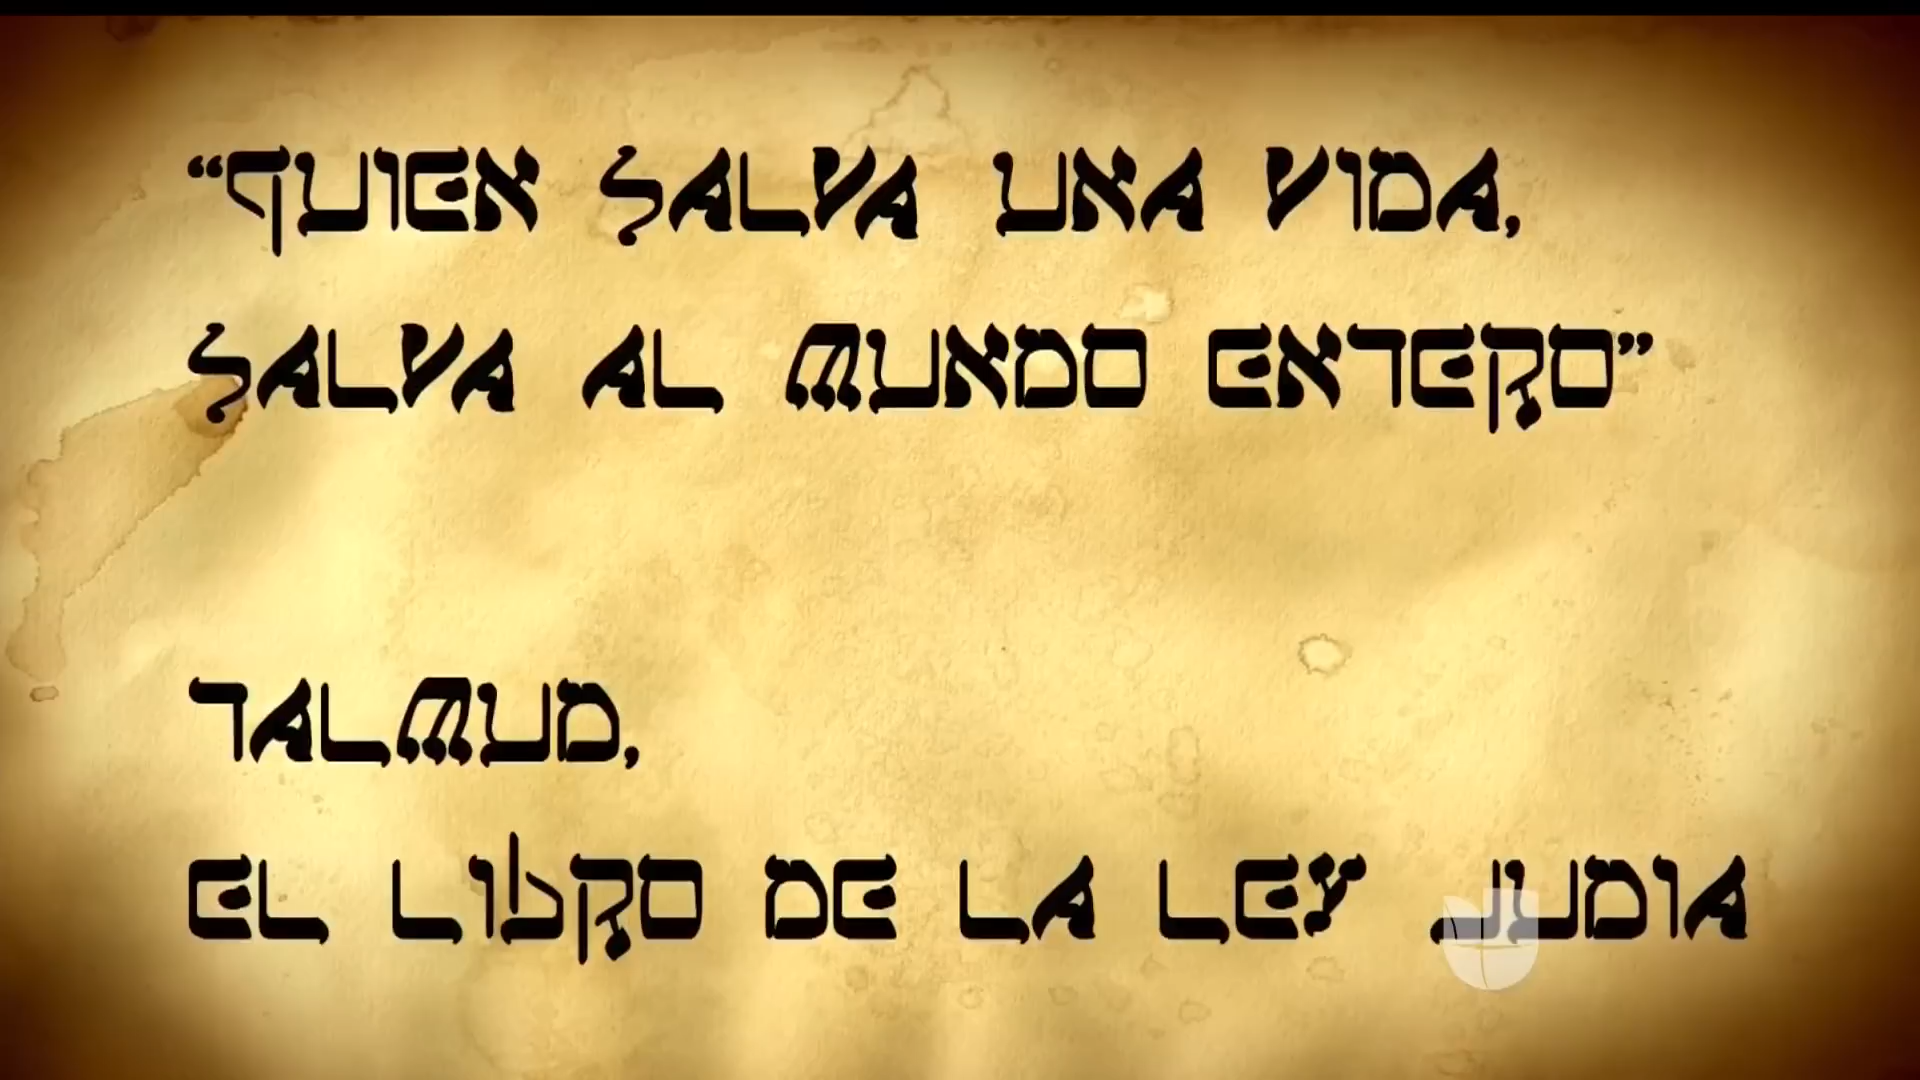 “QUIEN SALVA UNA VIDA,
SALVA AL MUNDO ENTERO”
TALMUD,
EL LIBRO DE LA LEY JUDIA